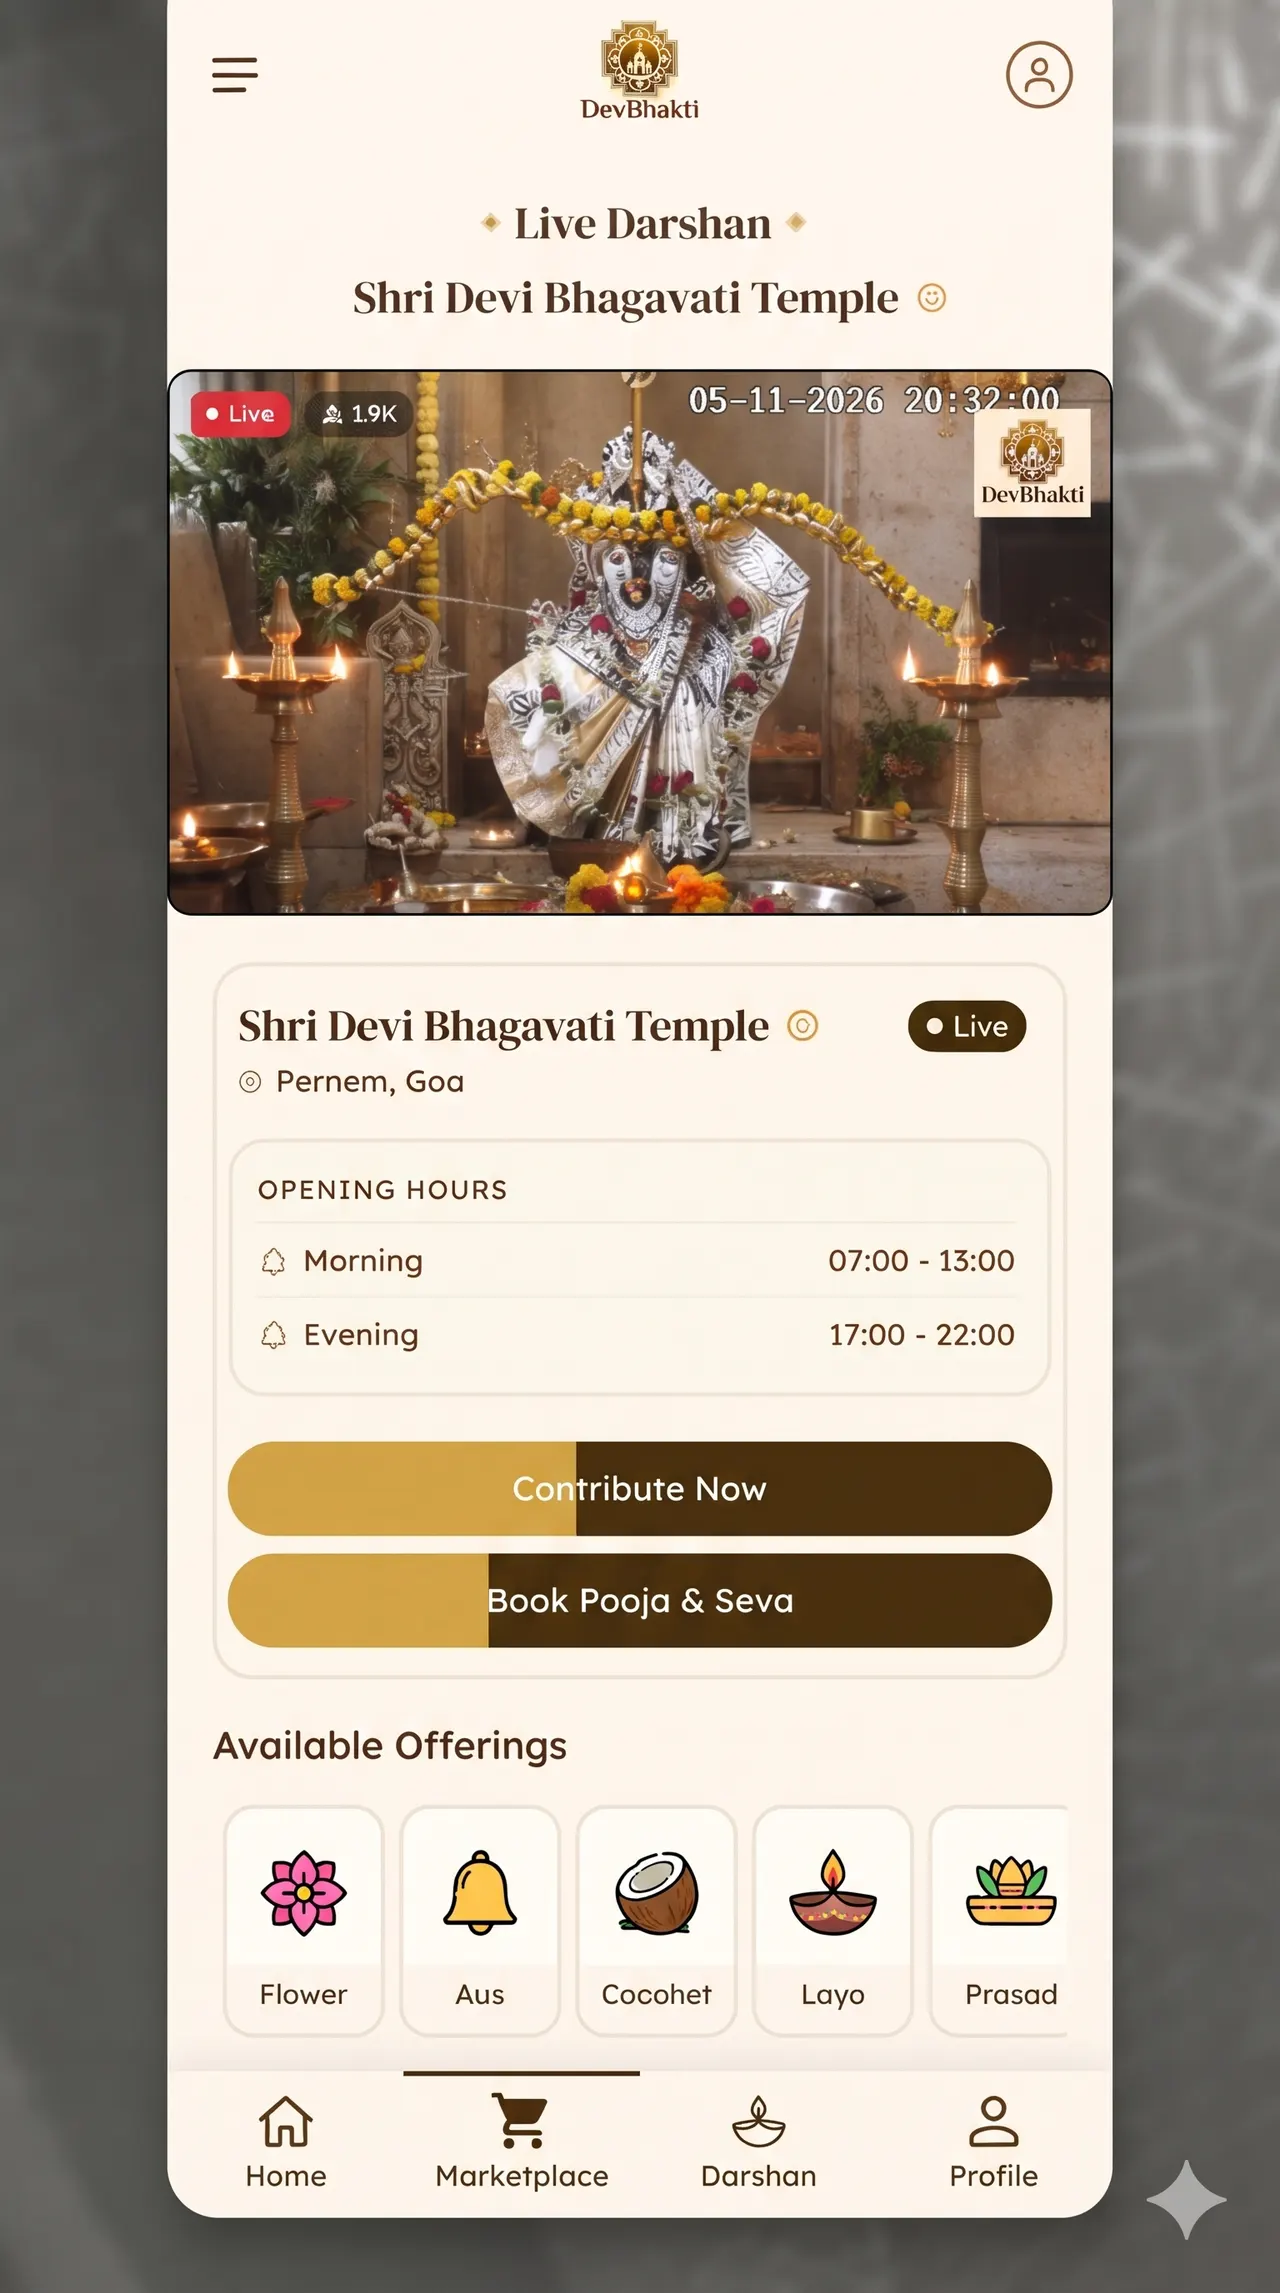 DevBhakti
Live Darshan
Shri Devi Bhagavati Temple
Live
1.9K
05-11-2026 20:32:00
DevBhakti
Shri Devi Bhagavati Temple
Live
Pernem, Goa
OPENING HOURS
Morning 07:00 - 13:00
Evening 17:00 - 22:00
Contribute Now
Book Pooja & Seva
Available Offerings
Flower
Aus
Cocohet
Layo
Prasad
Home
Marketplace
Darshan
Profile